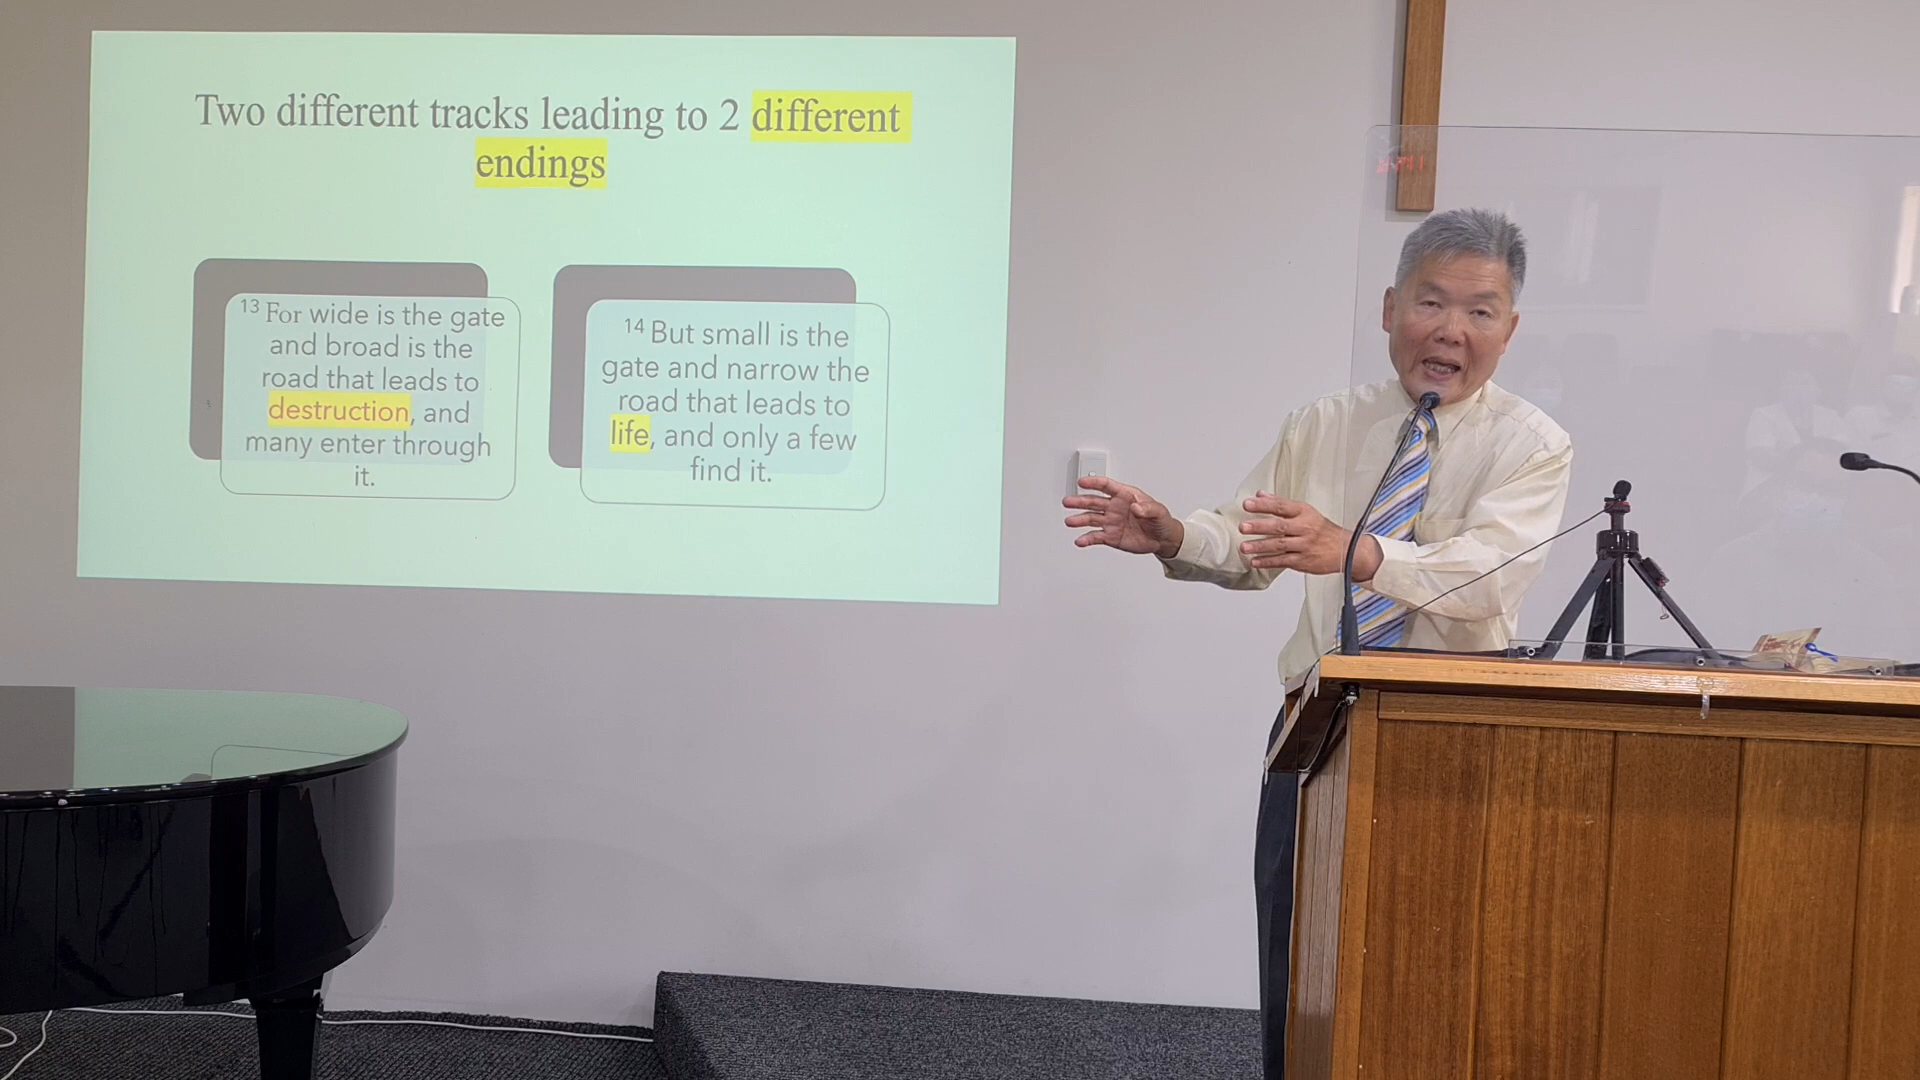 Two different tracks leading to 2 different
endings
13 For wide is the gate
and broad is the
road that leads to
destruction, and
many enter through
it.
14 But small is the
gate and narrow the
road that leads to
life, and only a few
find it.